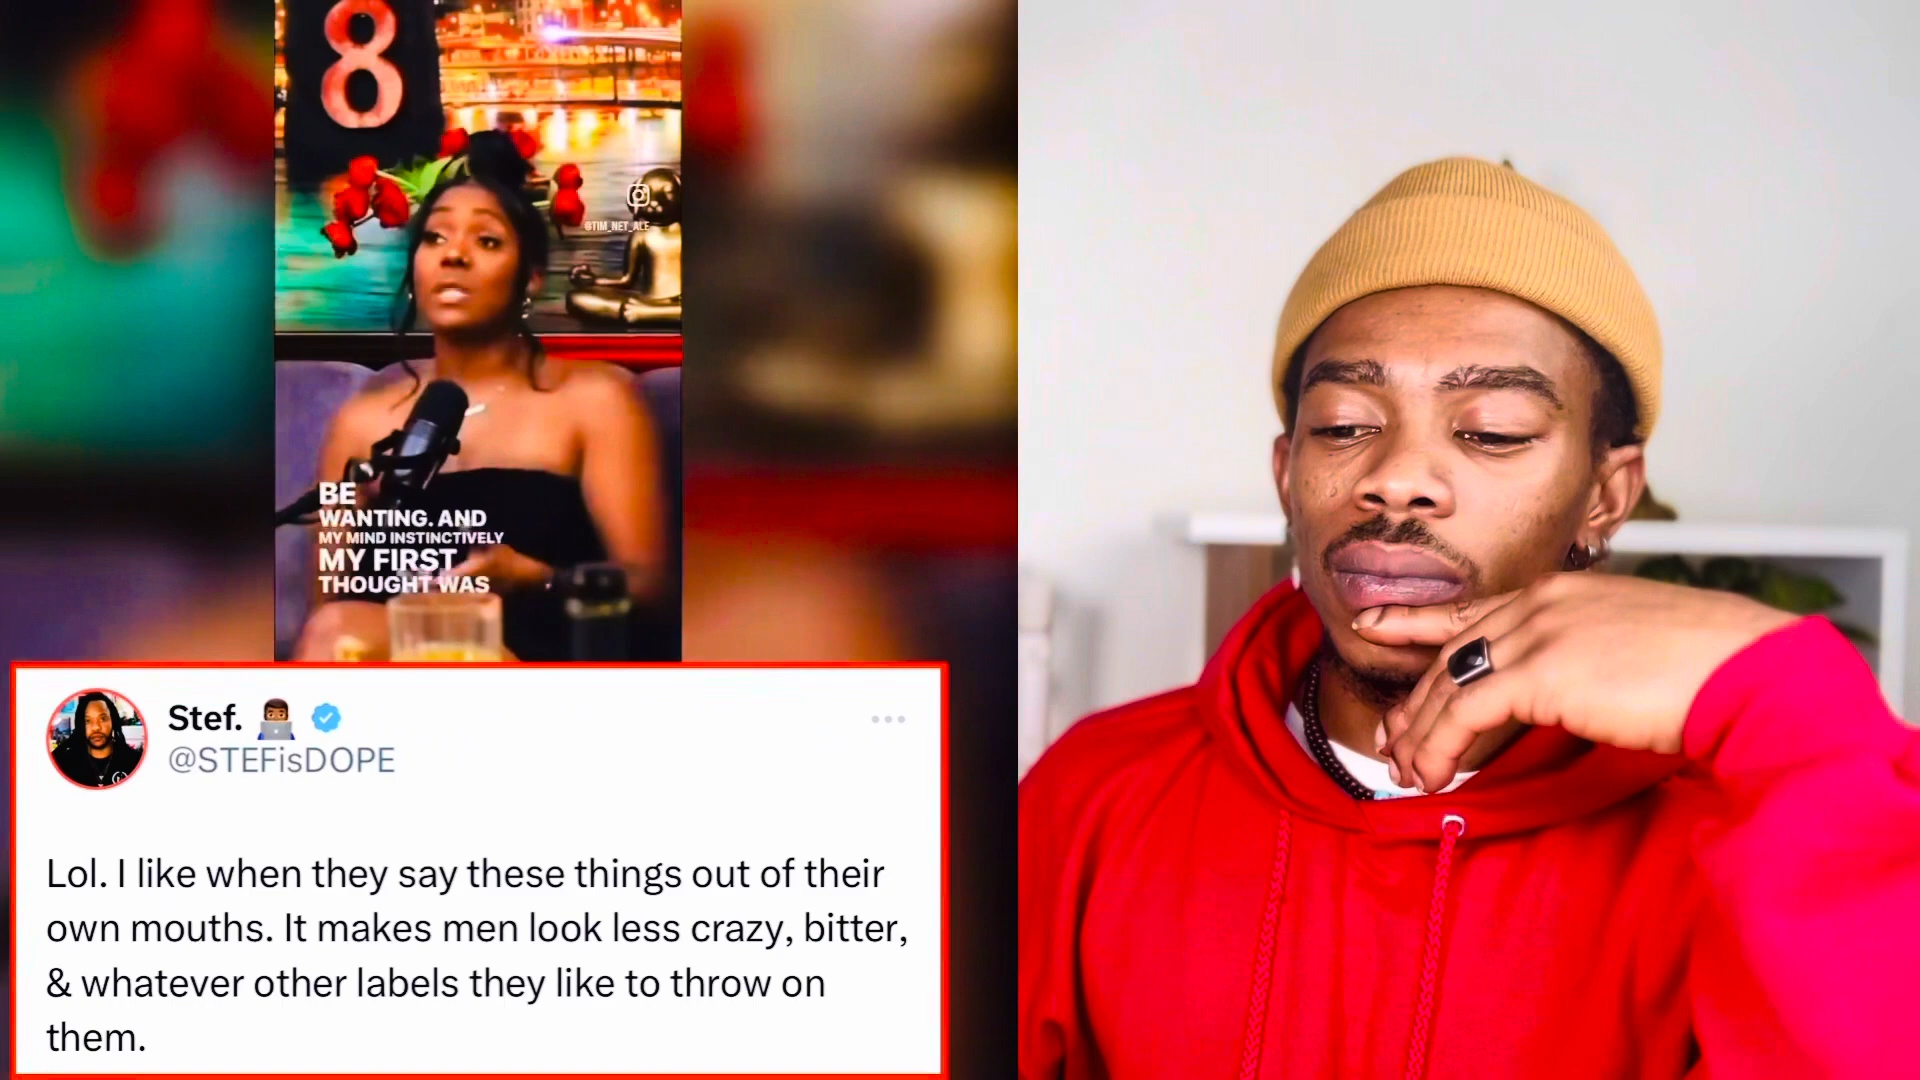 8
@TIM_NET_ALE
BE
WANTING. AND
MY MIND INSTINCTIVELY
MY FIRST
THOUGHT WAS
Stef. 👨🏾‍💻
@STEFisDOPE
Lol. I like when they say these things out of their
own mouths. It makes men look less crazy, bitter,
& whatever other labels they like to throw on
them.